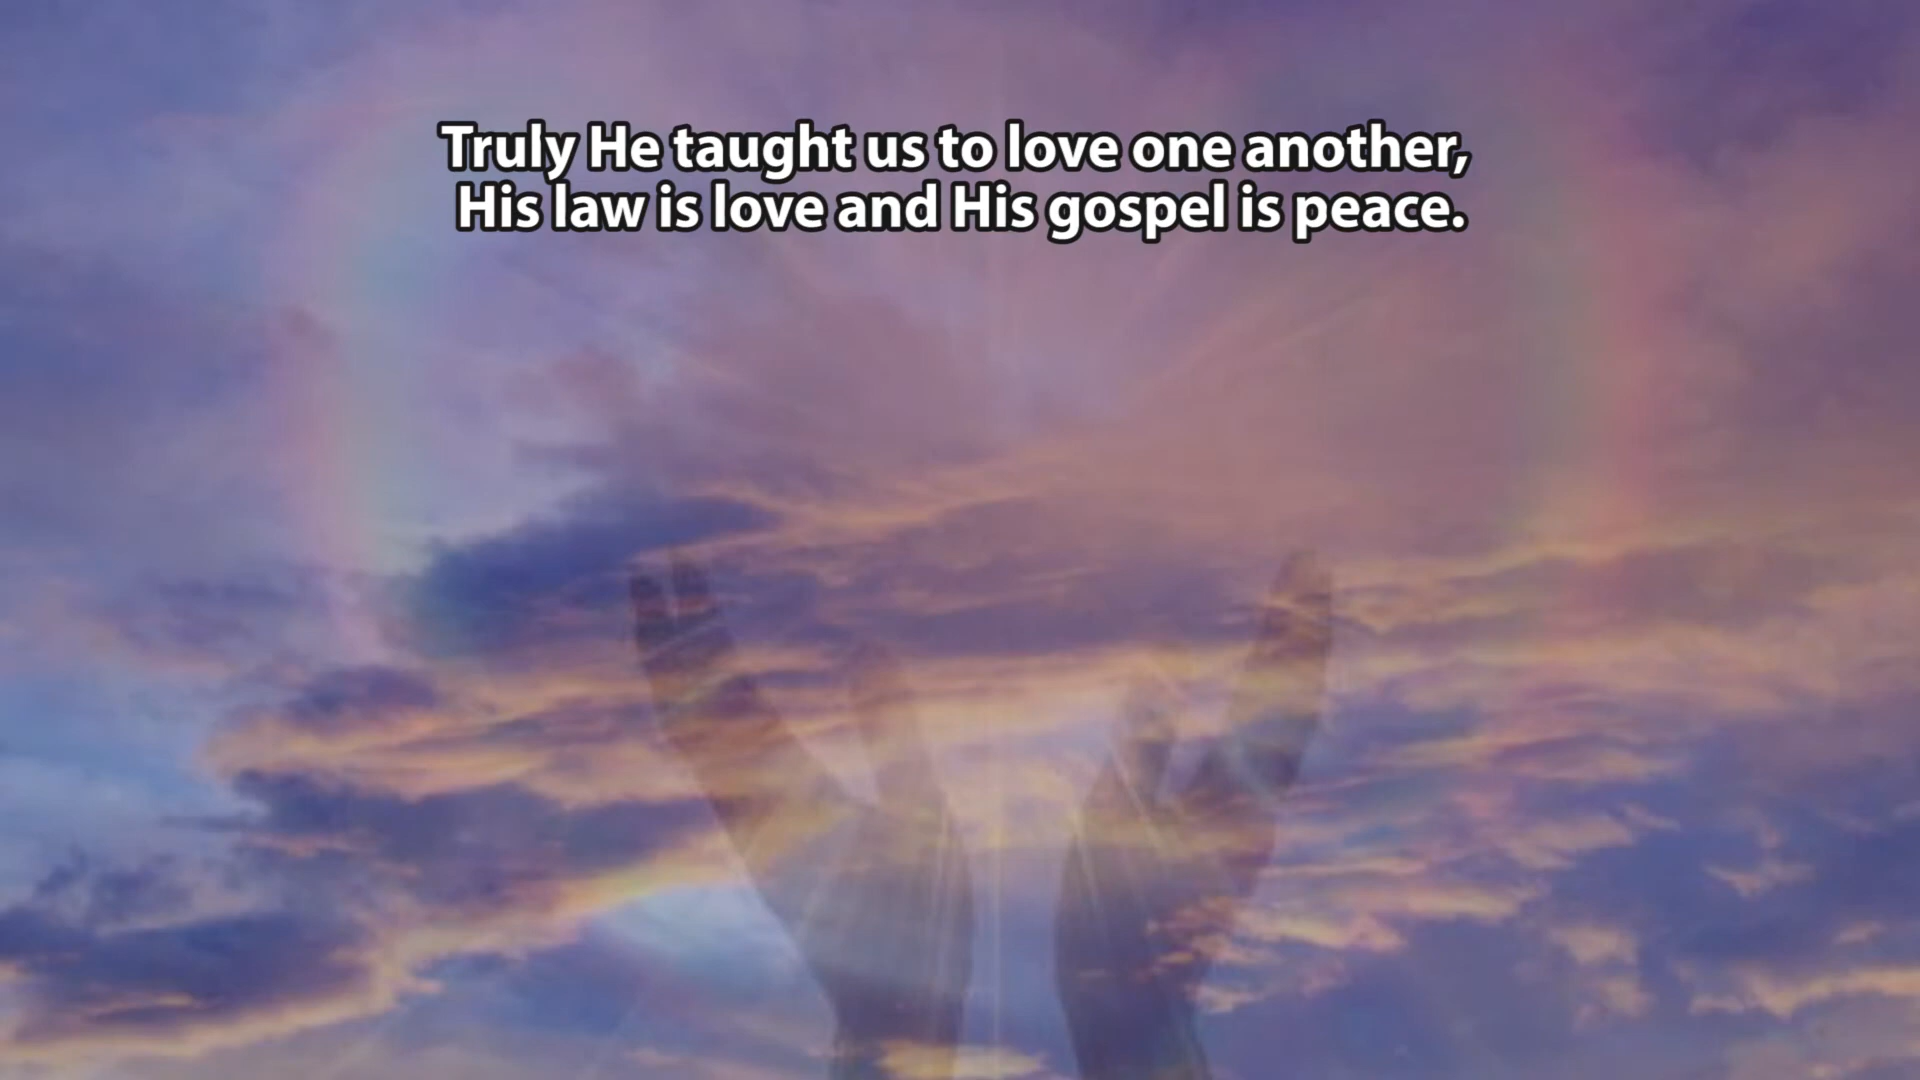 Truly He taught us to love one another,
His law is love and His gospel is peace.